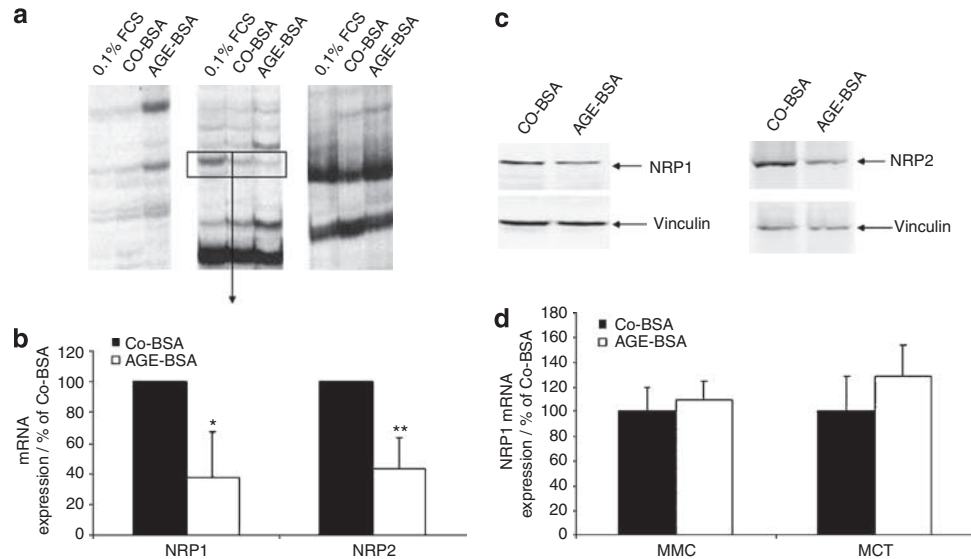 a
0.1% FCS
CO-BSA
AGE-BSA
0.1% FCS
CO-BSA
AGE-BSA
0.1% FCS
CO-BSA
AGE-BSA
c
CO-BSA
AGE-BSA
NRP1
Vinculin
CO-BSA
AGE-BSA
NRP2
Vinculin
b
Co-BSA
AGE-BSA
mRNA
expression / % of Co-BSA
120
100
80
60
40
20
0
*
**
NRP1
NRP2
d
Co-BSA
AGE-BSA
NRP1 mRNA
expression / % of Co-BSA
180
160
140
120
100
80
60
40
20
0
MMC
MCT